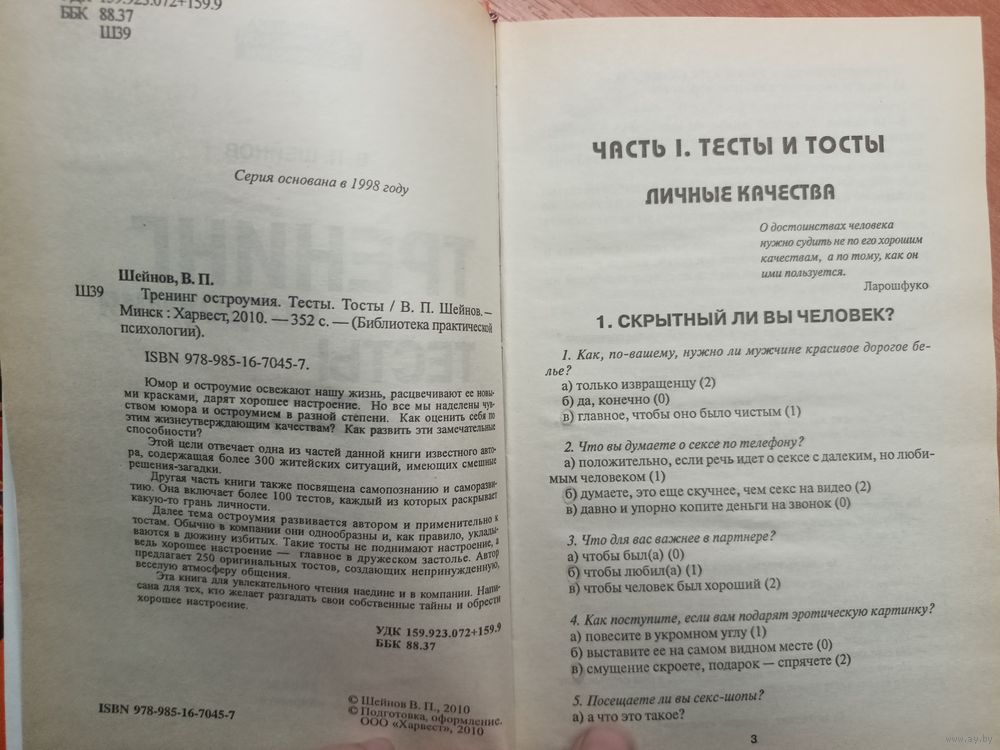 УДК 159.923.072+159.9
ББК 88.37
Ш39
Серия основана в 1998 году
Шейнов, В. П.
Ш39 Тренинг остроумия. Тесты. Тосты / В. П. Шейнов. –
Минск : Харвест, 2010. — 352 с. — (Библиотека практической
психологии).
ISBN 978-985-16-7045-7.
Юмор и остроумие освежают нашу жизнь, расцвечивают ее новы-
ми красками, дарят хорошее настроение. Но все мы наделены чув-
ством юмора и остроумием в разной степени. Как оценить себя по
этим жизнеутверждающим качествам? Как развить эти замечательные
способности?
Этой цели отвечает одна из частей данной книги известного авто-
ра, содержащая более 300 житейских ситуаций, имеющих смешные
решения-загадки.
Другая часть книги также посвящена самопознанию и саморазви-
тию. Она включает более 100 тестов, каждый из которых раскрывает
какую-то грань личности.
Далее тема остроумия развивается автором и применительно к
тостам. Обычно в компании они однообразны и, как правило, уклады-
ваются в дюжину избитых. Такие тосты не поднимают настроение, а
ведь хорошее настроение — главное в дружеском застолье. Автор
предлагает 250 оригинальных тостов, создающих непринужденную,
веселую атмосферу общения.
Эта книга для увлекательного чтения наедине и в компании. Напи-
сана для тех, кто желает разгадать свои собственные тайны и обрести
хорошее настроение.
УДК 159.923.072+159.9
ББК 88.37
ISBN 978-985-16-7045-7
© Шейнов В. П., 2010
© Подготовка, оформление.
ООО «Харвест», 2010
ЧАСТЬ I. ТЕСТЫ И ТОСТЫ
ЛИЧНЫЕ КАЧЕСТВА
О достоинствах человека
нужно судить не по его хорошим
качествам, а по тому, как он
ими пользуется.
Ларошфуко
1. СКРЫТНЫЙ ЛИ ВЫ ЧЕЛОВЕК?
1. Как, по-вашему, нужно ли мужчине красивое дорогое бе-
лье?
а) только извращенцу (2)
б) да, конечно (0)
в) главное, чтобы оно было чистым (1)
2. Что вы думаете о сексе по телефону?
а) положительно, если речь идет о сексе с далеким, но люби-
мым человеком (1)
б) думаете, это еще скучнее, чем секс на видео (2)
в) давно и упорно копите деньги на звонок (0)
3. Что для вас важнее в партнере?
а) чтобы был(а) (0)
б) чтобы любил(а) (1)
в) чтобы человек был хороший (2)
4. Как поступите, если вам подарят эротическую картинку?
а) повесите в укромном углу (1)
б) выставите ее на самом видном месте (0)
в) смущение скроете, подарок — спрячете (2)
5. Посещаете ли вы секс-шопы?
а) а что это такое?
3
www.ay.by